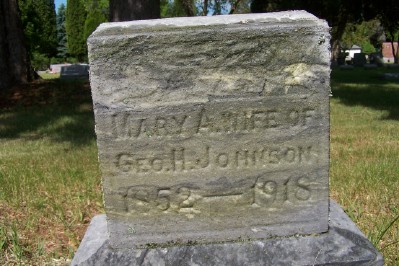 MARY A. WIFE OF
GEO. H. JOHNSON
1852—1918